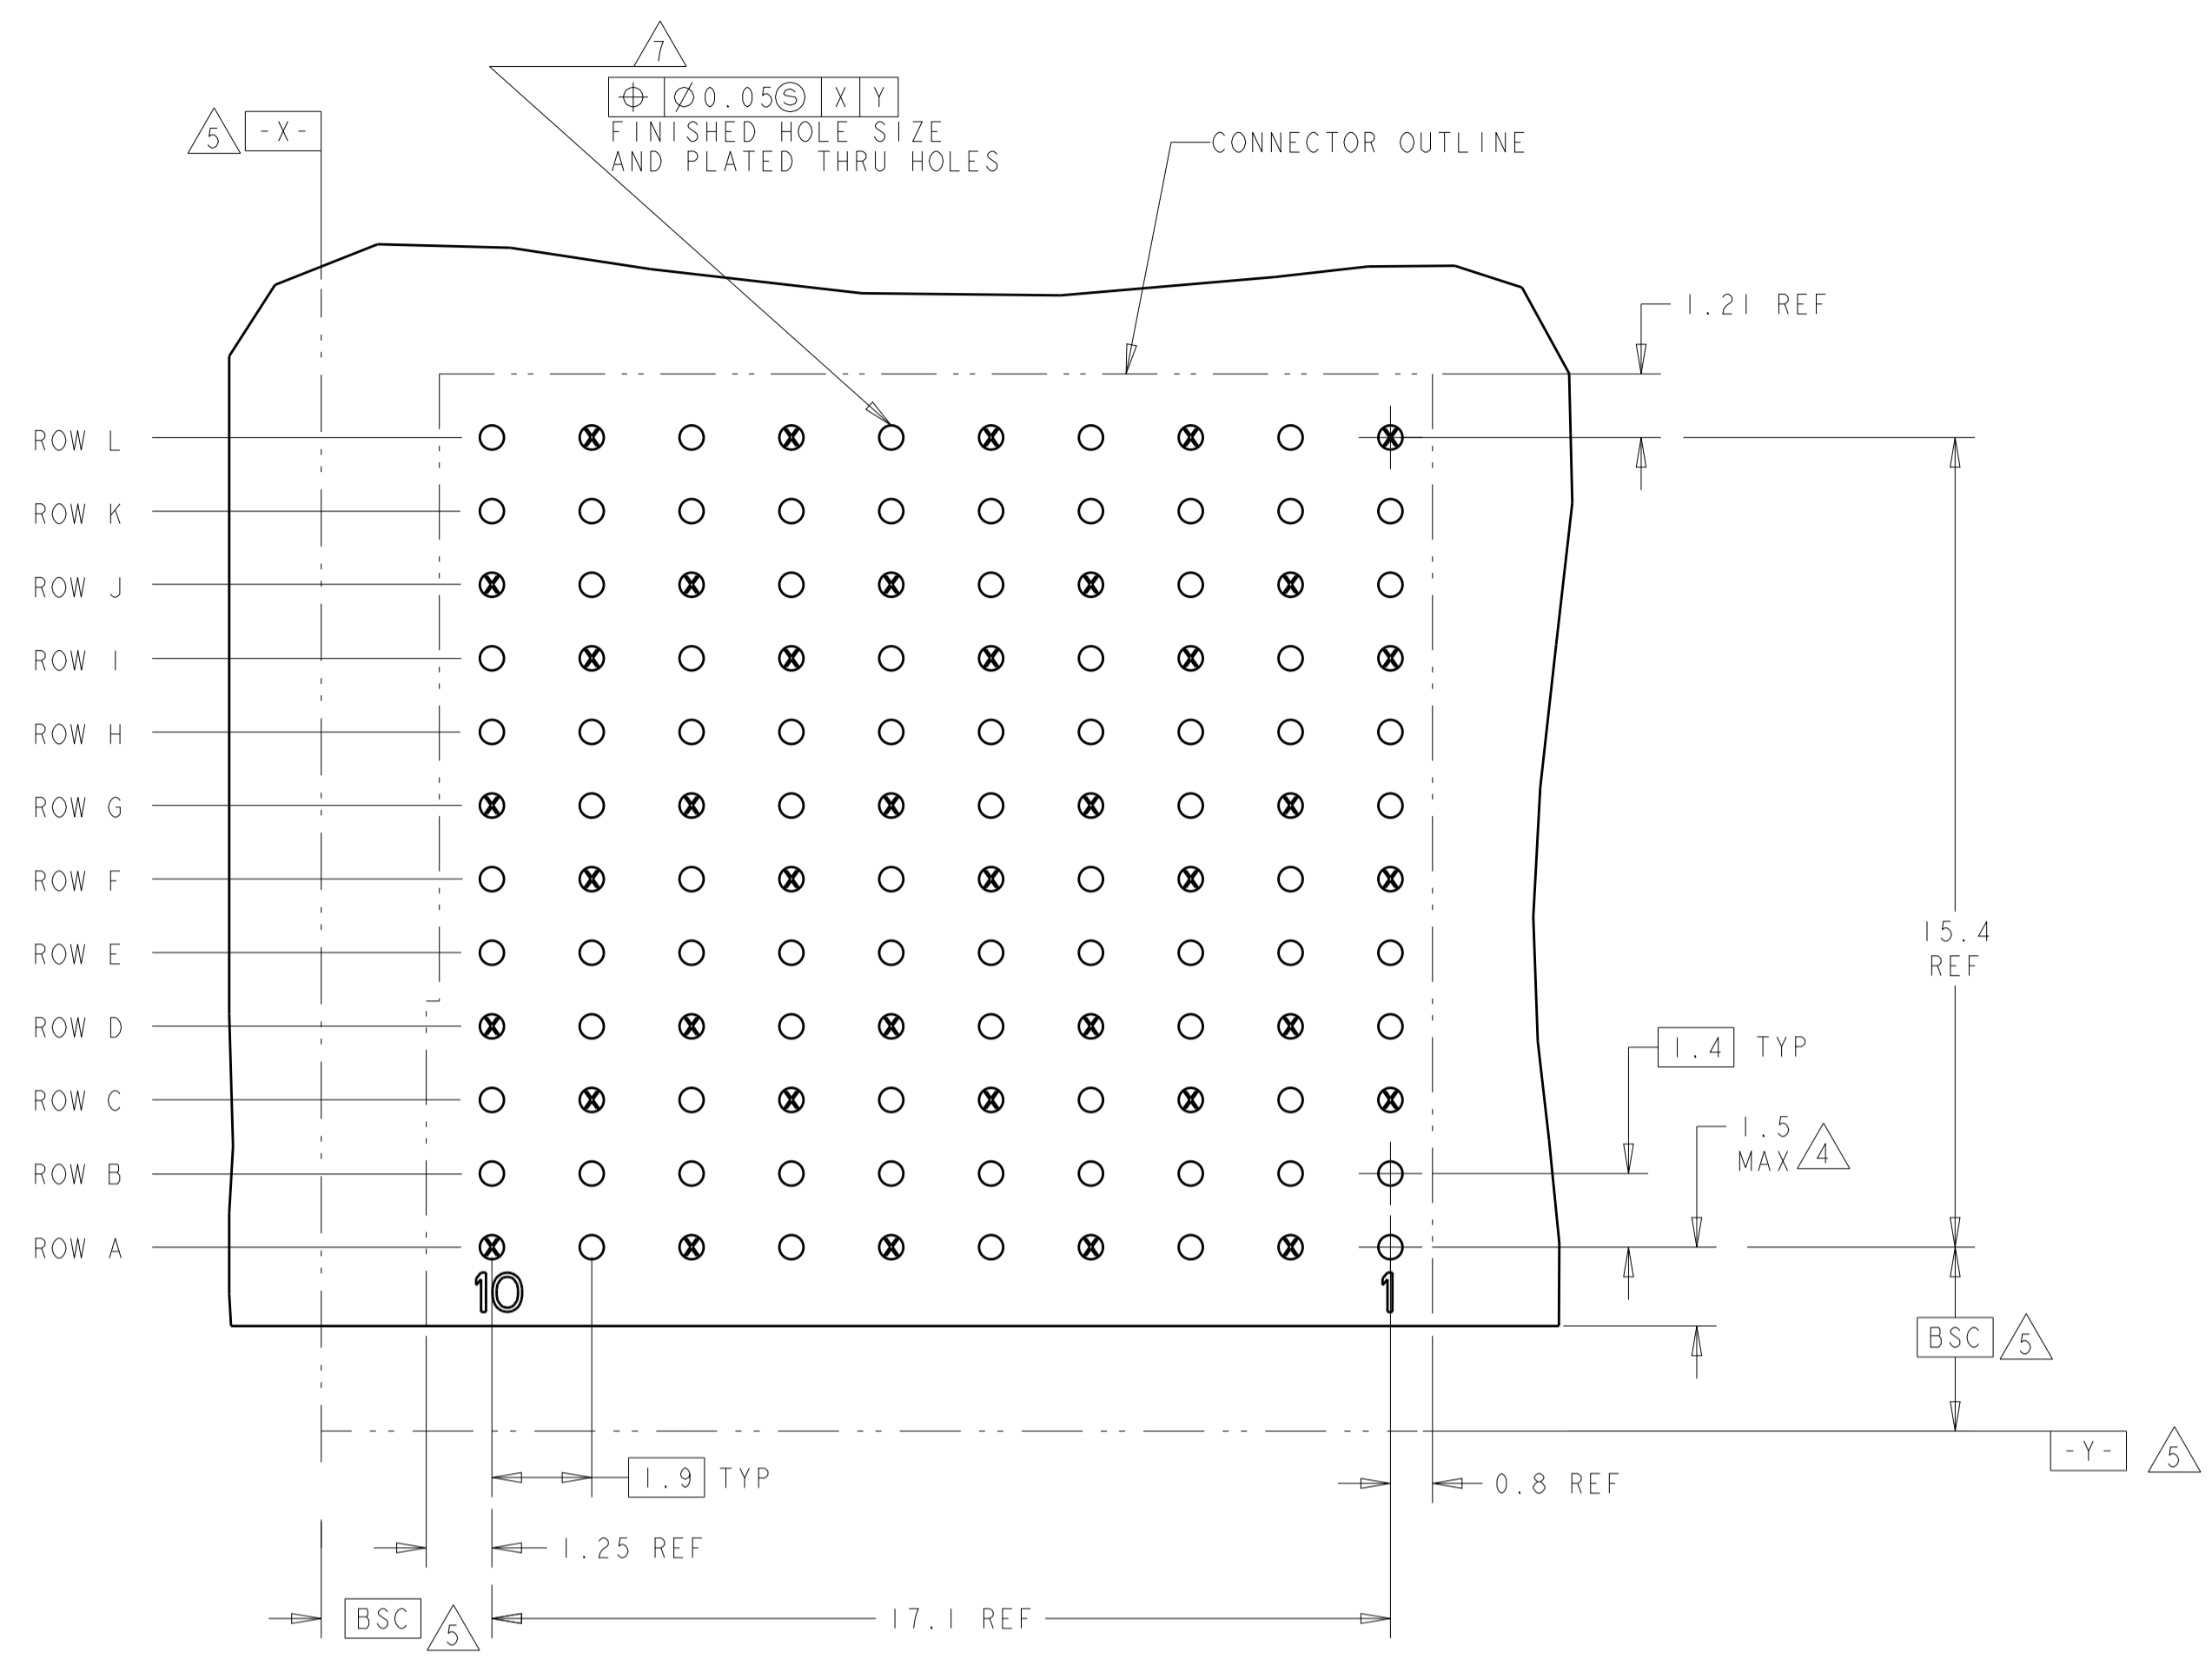 7
⌖ ⌀0.05Ⓢ X Y
FINISHED HOLE SIZE
AND PLATED THRU HOLES
5 -X-
CONNECTOR OUTLINE
1.21 REF
ROW L
ROW K
ROW J
ROW I
ROW H
ROW G
ROW F
ROW E
ROW D
ROW C
ROW B
ROW A
15.4
REF
1.4 TYP
1.5
MAX 4
10
1
BSC 5
-Y- 5
1.9 TYP
0.8 REF
1.25 REF
BSC 5
17.1 REF